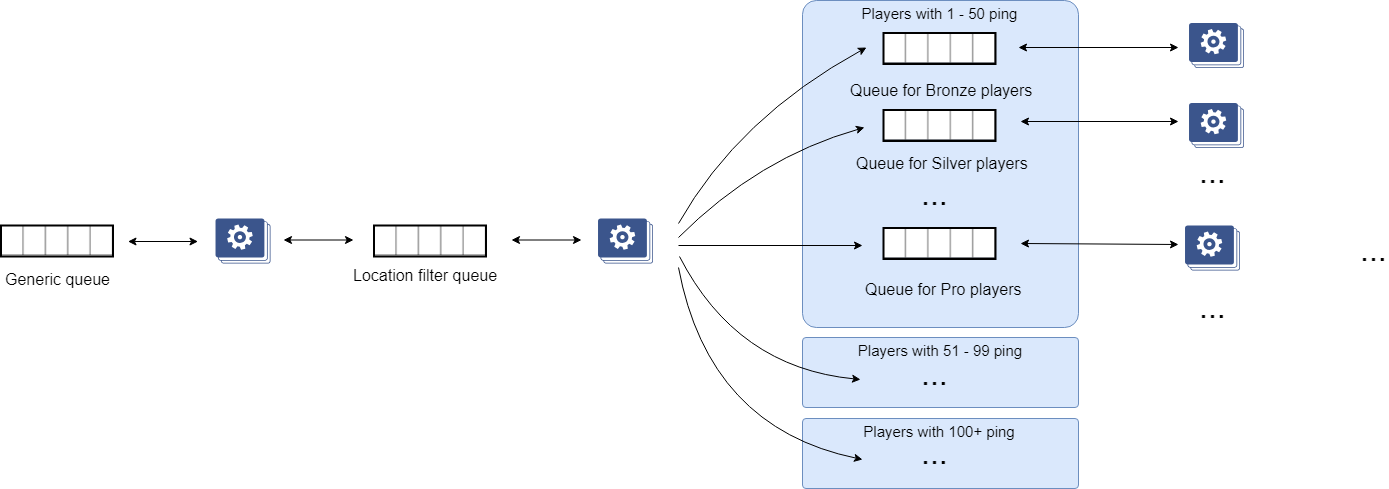 Players with 1 - 50 ping
Queue for Bronze players
Queue for Silver players
...
...
Generic queue
Location filter queue
Queue for Pro players
...
...
Players with 51 - 99 ping
...
Players with 100+ ping
...